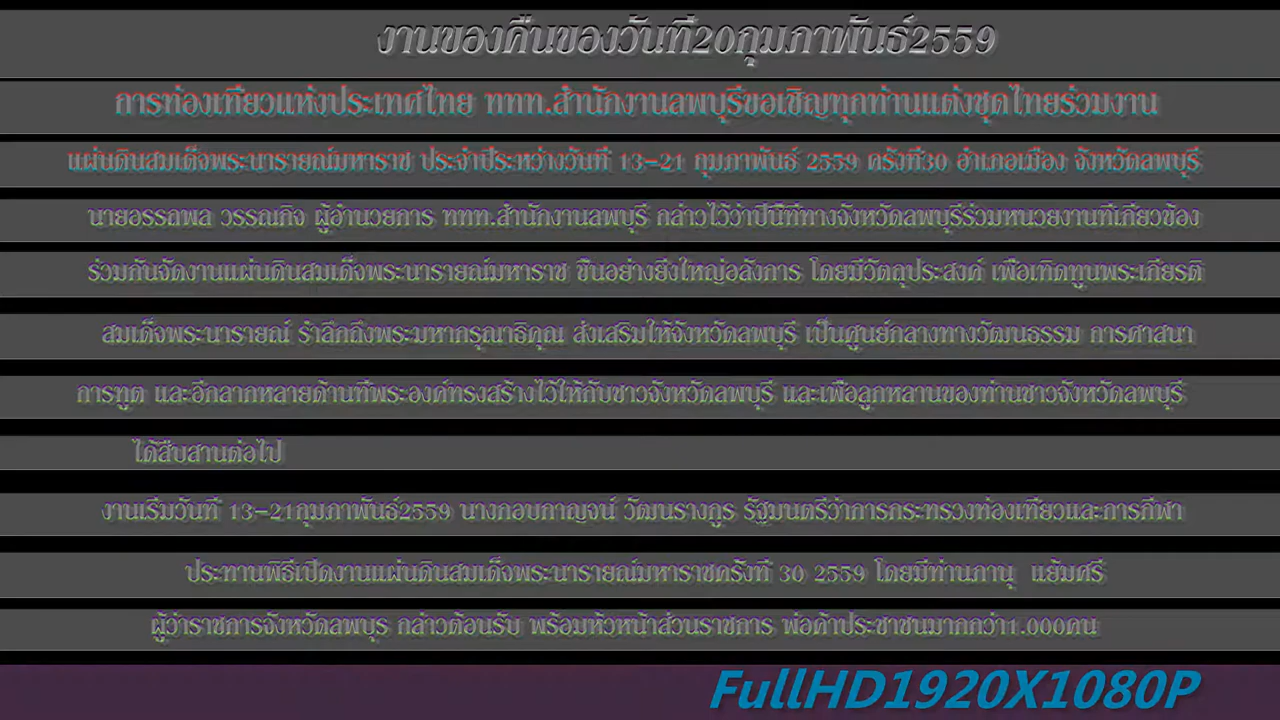 งานของคืนของวันที่20กุมภาพันธ์2559
การท่องเที่ยวแห่งประเทศไทย ททท.สำนักงานลพบุรีขอเชิญทุกท่านแต่งชุดไทยร่วมงาน
แผ่นดินสมเด็จพระนารายณ์มหาราช ประจำปีระหว่างวันที่ 13-21 กุมภาพันธ์ 2559 ครั้งที่30 อำเภอเมือง จังหวัดลพบุรี
นายอรรถพล วรรณกิจ ผู้อำนวยการ ททท.สำนักงานลพบุรี กล่าวไว้ว่าปีนี้ที่ทางจังหวัดลพบุรีร่วมหนวยงานที่เกี่ยวข้อง
ร่วมกันจัดงานแผ่นดินสมเด็จพระนารายณ์มหาราช ขึ้นอย่างยิ่งใหญ่อลังการ โดยมีวัตถุประสงค์ เพื่อเทิดทูนพระเกียรติ
สมเด็จพระนารายณ์ รำลึกถึงพระมหากรุณาธิคุณ ส่งเสริมให้จังหวัดลพบุรี เป็นศูนย์กลางทางวัฒนธรรม การศาสนา
การทูต และอีกลากหลายด้านที่พระองค์ทรงสร้างไว้ให้กับชาวจังหวัดลพบุรี และเพื่อลูกหลานของท่านชาวจังหวัดลพบุรี
ได้สืบสานต่อไป
งานเริ่มวันที่ 13-21กุมภาพันธ์2559 นางกอบกาญจน์ วัฒนรางกูร รัฐมนตรีว่าการกระทรวงท่องเที่ยวและการกีฬา
ประทานพิธีเปิดงานแผ่นดินสมเด็จพระนารายณ์มหาราชครั้งที่ 30 2559 โดยมีท่านภานุ แย้มศรี
ผู้ว่าราชการจังหวัดลพบุร กล่าวต้อนรับ พร้อมหัวหน้าส่วนราชการ พ่อค้าประชาชนมากกว่า1.000คน
FullHD1920X1080P